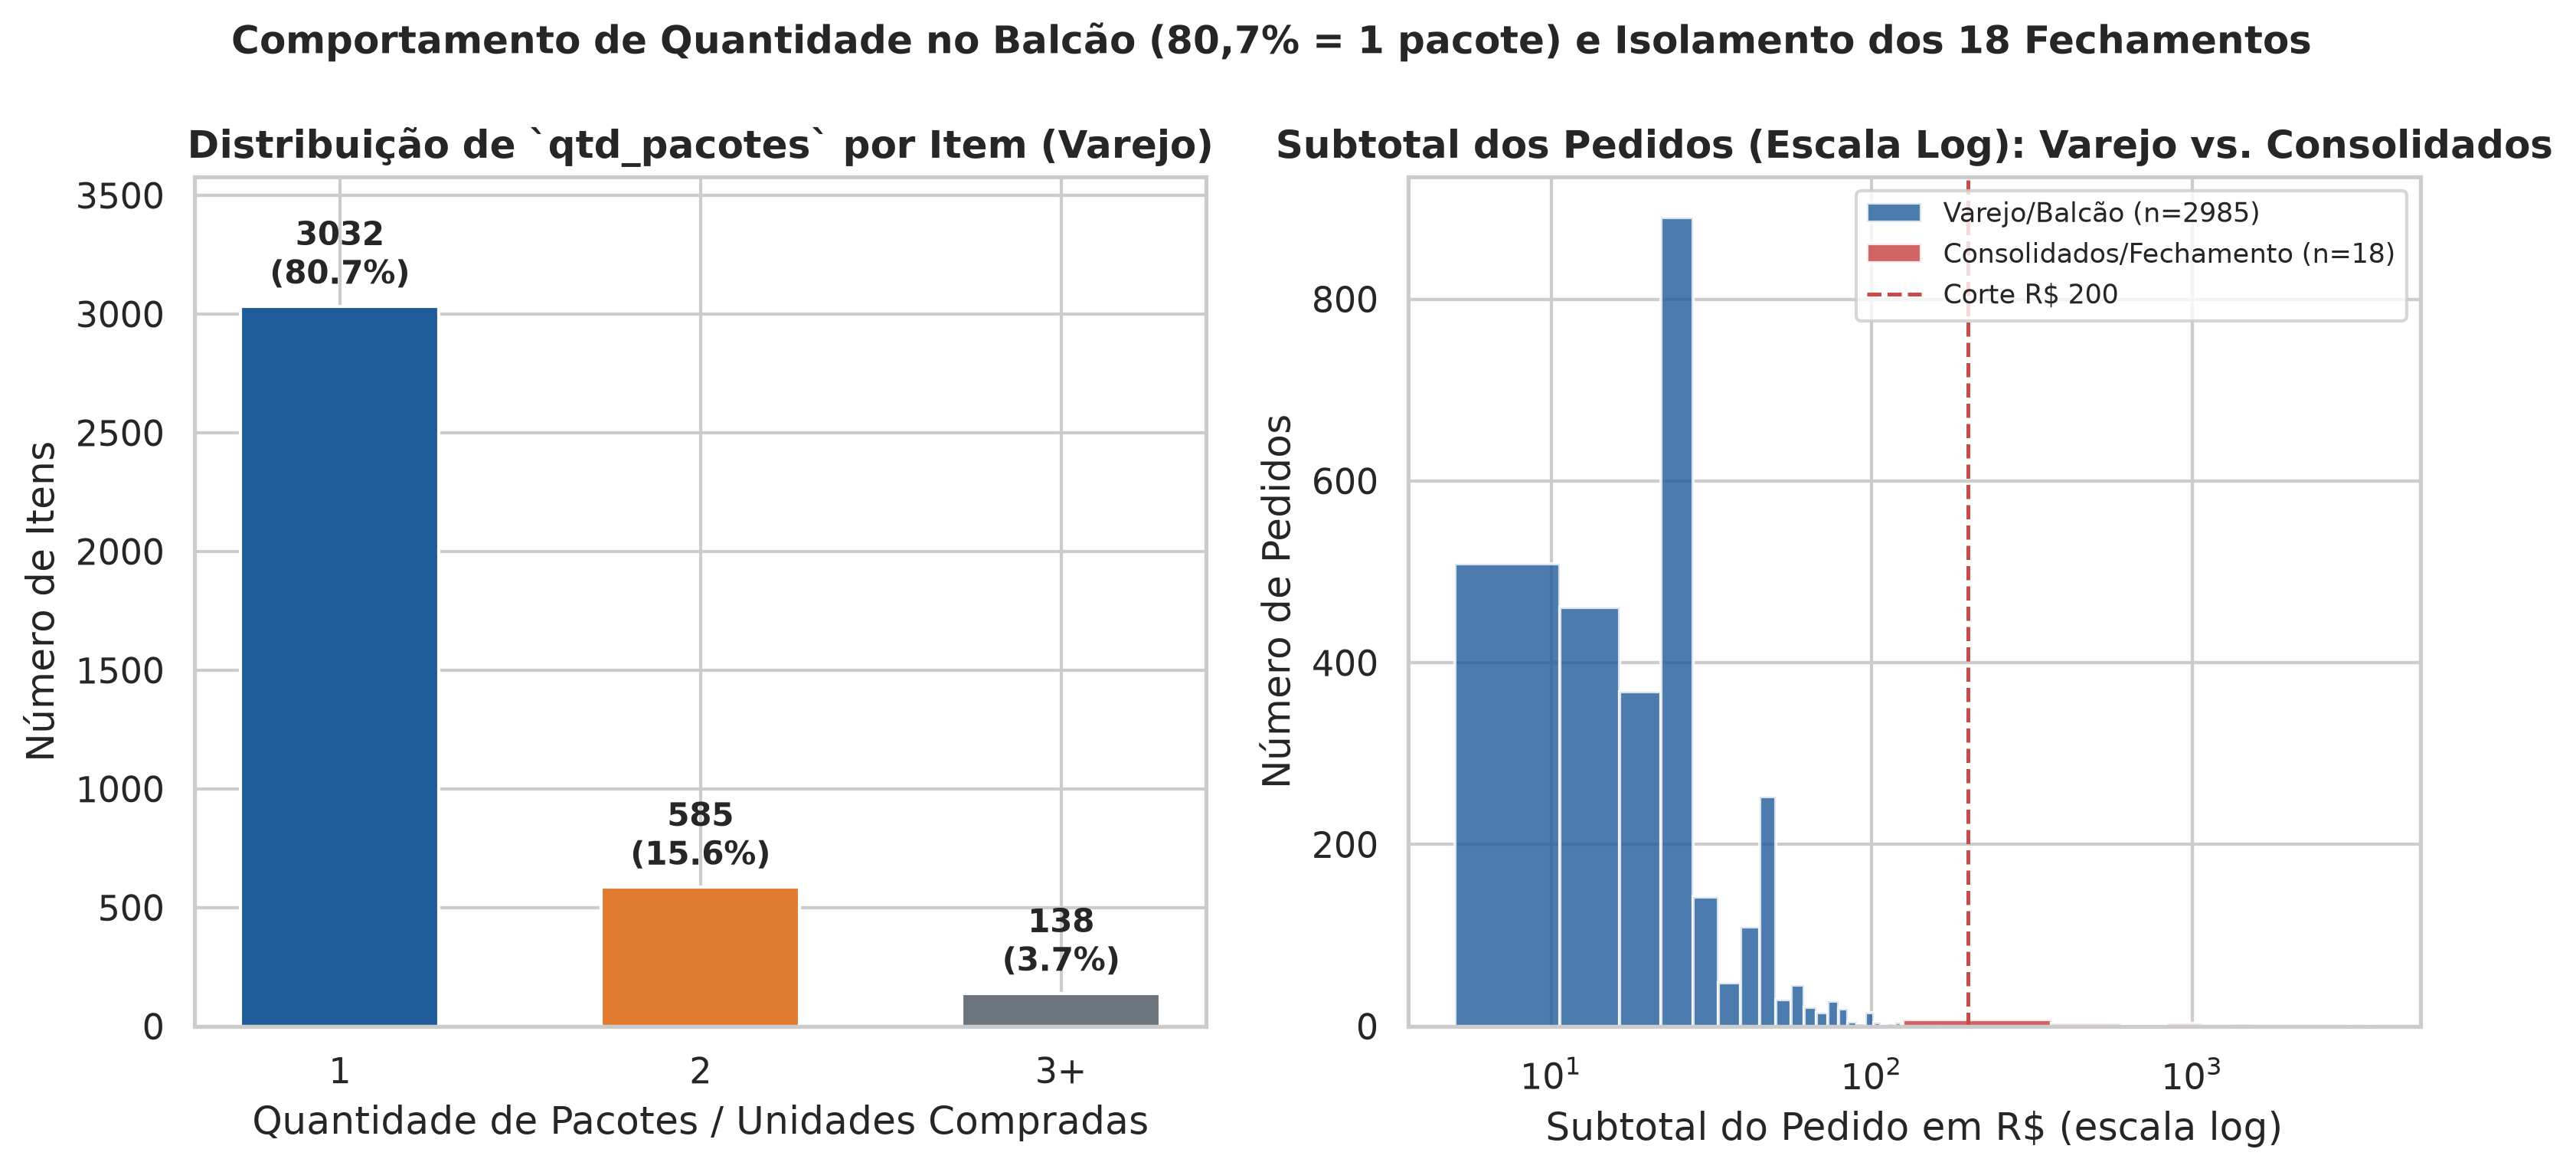 Comportamento de Quantidade no Balcão (80,7% = 1 pacote) e Isolamento dos 18 Fechamentos
Distribuição de `qtd_pacotes` por Item (Varejo)
Número de Itens
3500
3000
2500
2000
1500
1000
500
0
3032
(80.7%)
585
(15.6%)
138
(3.7%)
1
2
3+
Quantidade de Pacotes / Unidades Compradas
Subtotal dos Pedidos (Escala Log): Varejo vs. Consolidados
Número de Pedidos
800
600
400
200
0
Varejo/Balcão (n=2985)
Consolidados/Fechamento (n=18)
Corte R$ 200
10¹
10²
10³
Subtotal do Pedido em R$ (escala log)